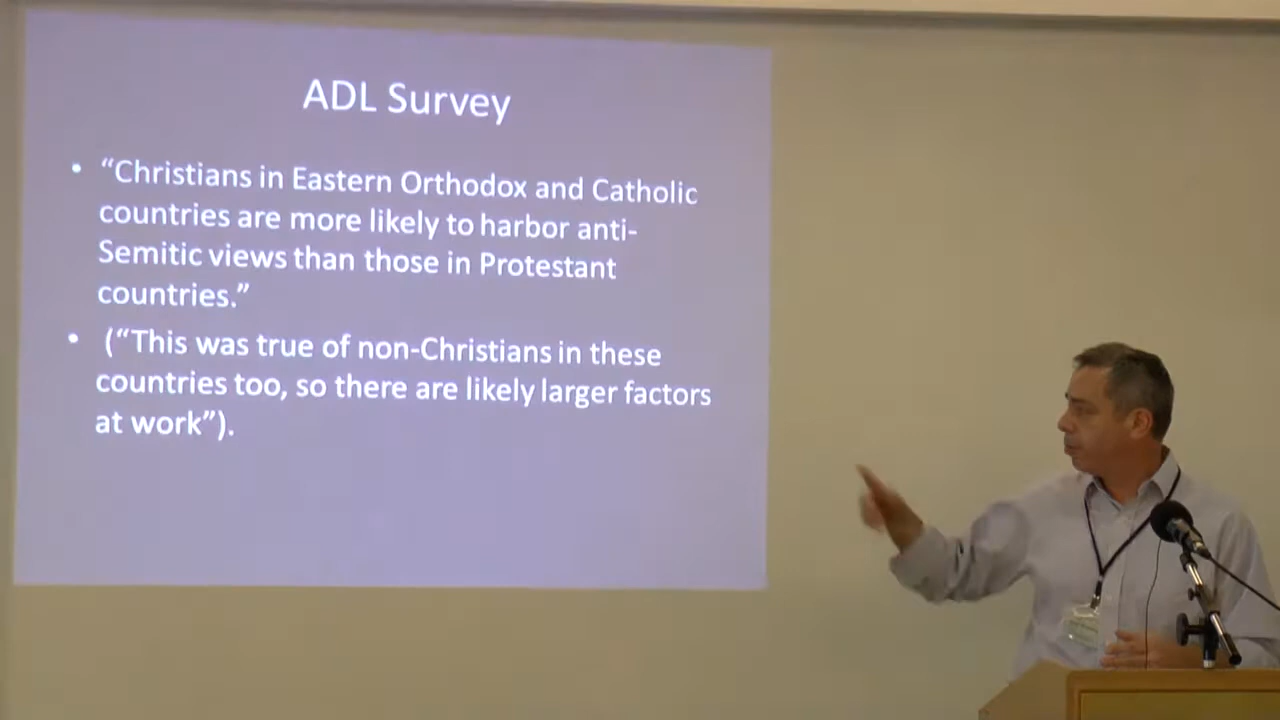 ADL Survey
• “Christians in Eastern Orthodox and Catholic
countries are more likely to harbor anti-
Semitic views than those in Protestant
countries.”
• (“This was true of non-Christians in these
countries too, so there are likely larger factors
at work”).